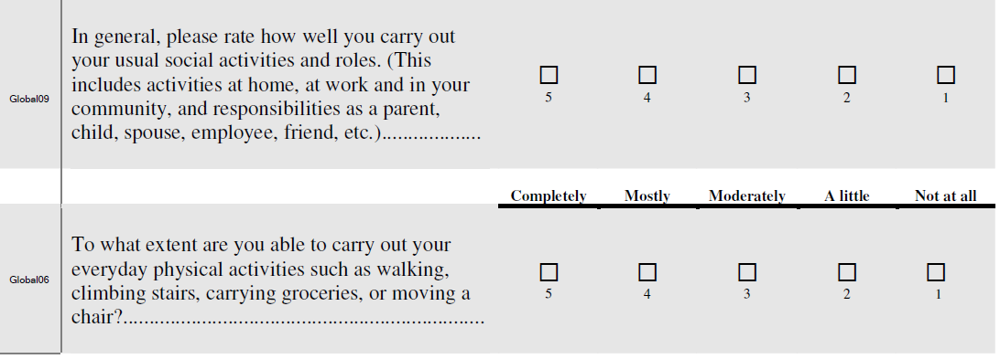 In general, please rate how well you carry out
your usual social activities and roles. (This
includes activities at home, at work and in your
Global09
community, and responsibilities as a parent,
child, spouse, employee, friend, etc.)...................
5 4 3 2 1
Completely Mostly Moderately A little Not at all
To what extent are you able to carry out your
everyday physical activities such as walking,
Global06
climbing stairs, carrying groceries, or moving a
chair?......................................................................
5 4 3 2 1